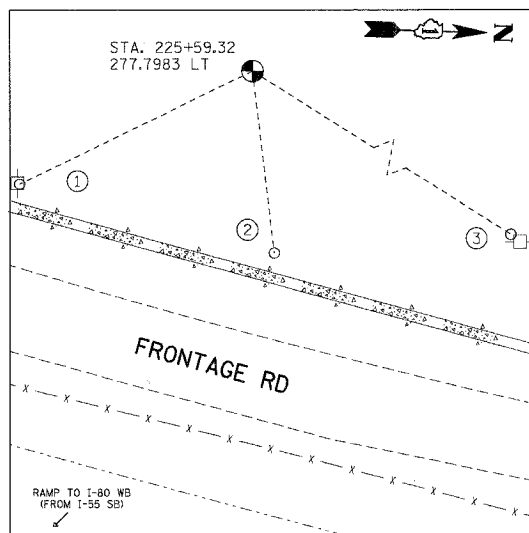 STA. 225+59.32
277.7983 LT
N
1
2
3
FRONTAGE RD
X X X X X X X X X X X X
RAMP TO I-80 WB
(FROM I-55 SB)